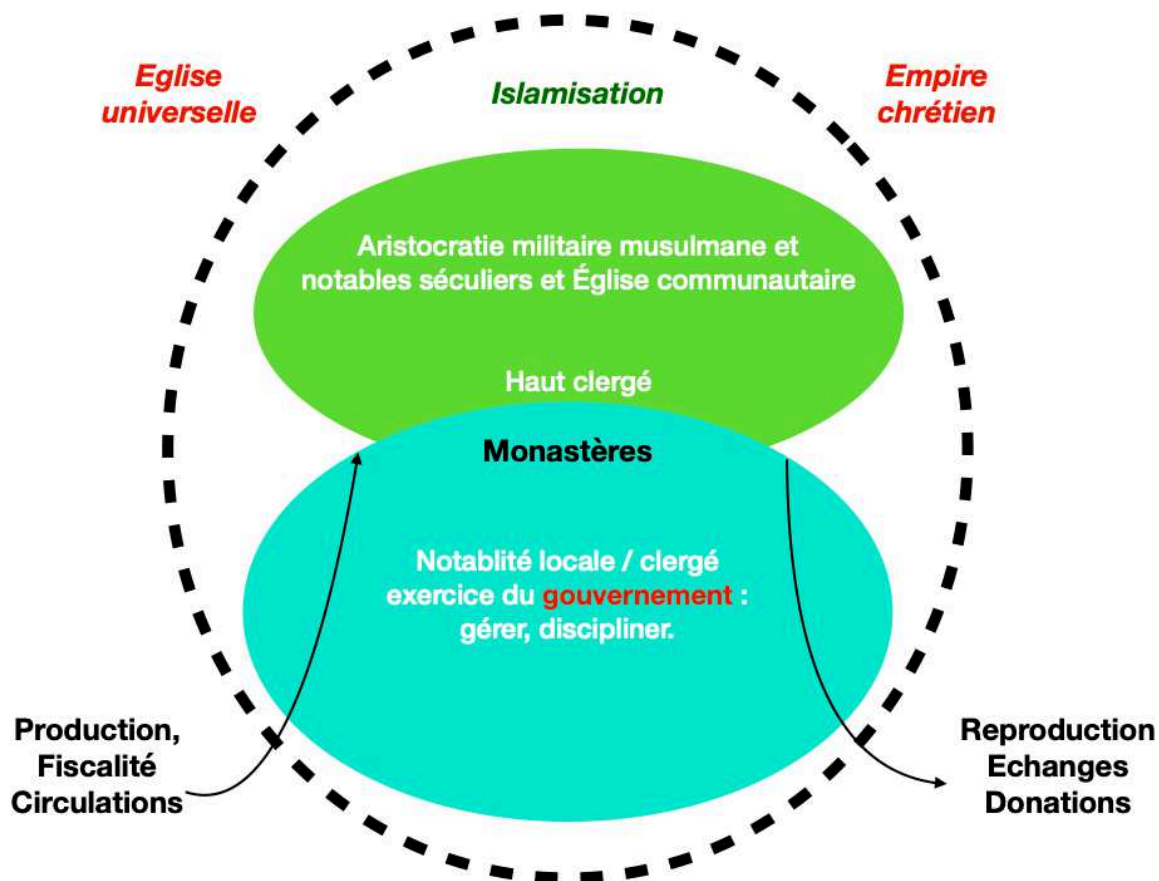 Eglise
universelle
Islamisation
Empire
chrétien
Aristocratie militaire musulmane et
notables séculiers et Église communautaire
Haut clergé
Monastères
Notablité locale / clergé
exercice du gouvernement :
gérer, discipliner.
Production,
Fiscalité
Circulations
Reproduction
Echanges
Donations